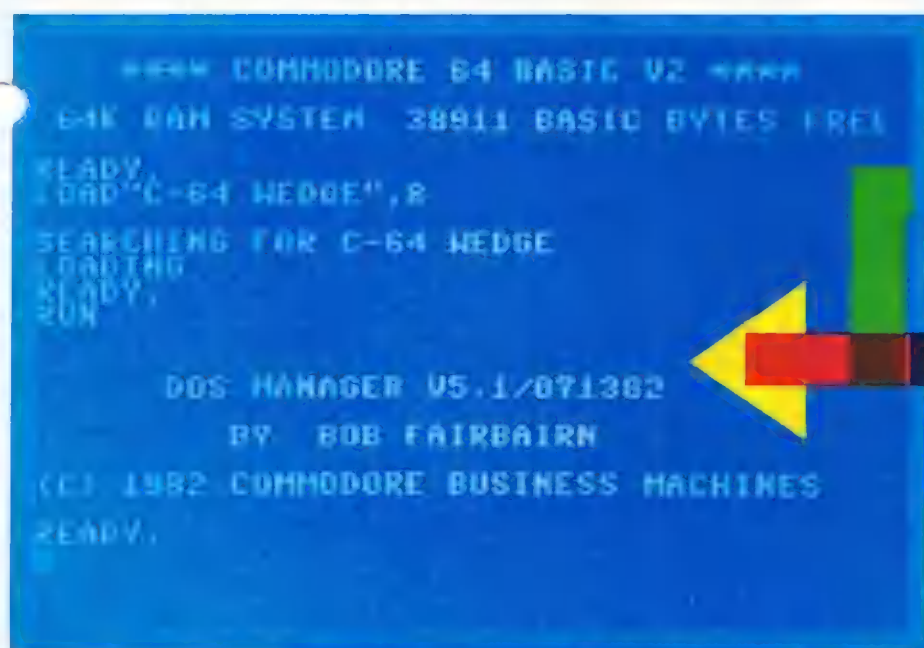 **** COMMODORE 64 BASIC V2 ****
64K RAM SYSTEM 38911 BASIC BYTES FREE
READY.
LOAD"C-64 WEDGE",8
SEARCHING FOR C-64 WEDGE
LOADING
READY.
RUN
DOS MANAGER V5.1/071382
BY BOB FAIRBAIRN
(C) 1982 COMMODORE BUSINESS MACHINES
READY.